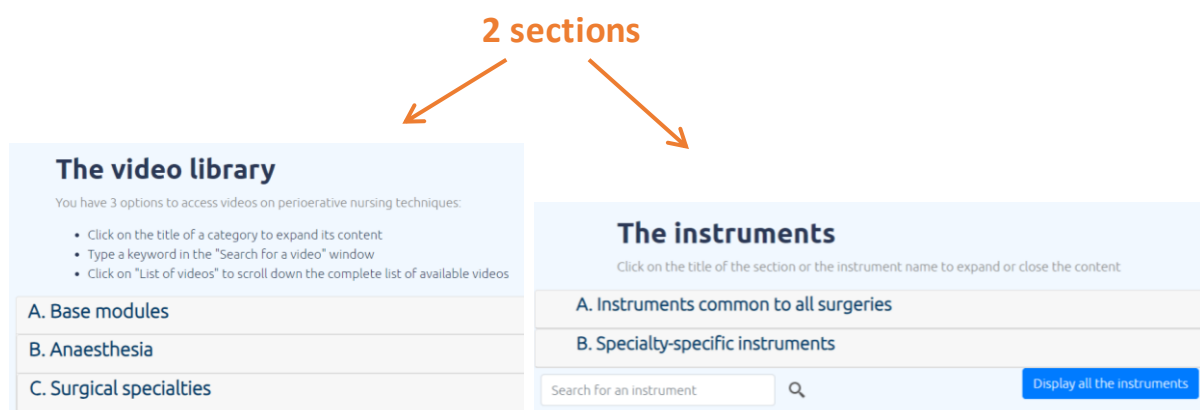 2 sections
The video library
You have 3 options to access videos on perioerative nursing techniques:
• Click on the title of a category to expand its content
• Type a keyword in the "Search for a video" window
• Click on "List of videos" to scroll down the complete list of available videos
A. Base modules
B. Anaesthesia
C. Surgical specialties
The instruments
Click on the title of the section or the instrument name to expand or close the content
A. Instruments common to all surgeries
B. Specialty-specific instruments
Search for an instrument
Display all the instruments